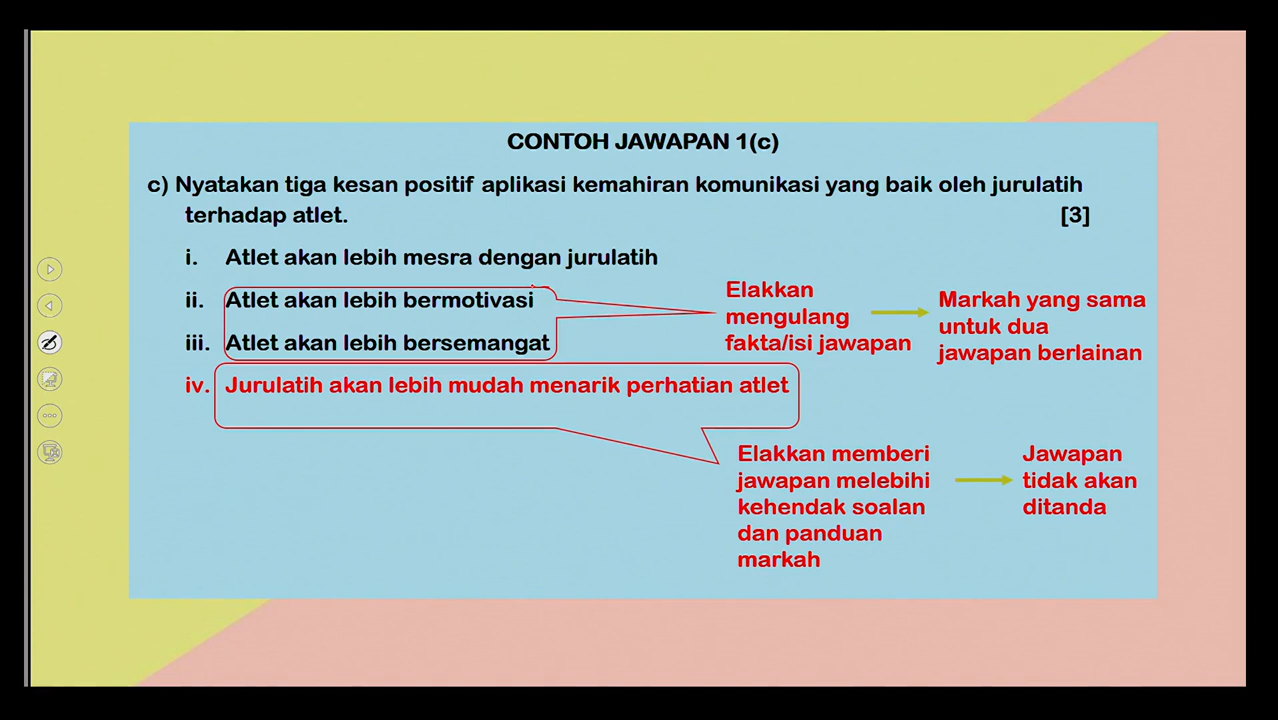 CONTOH JAWAPAN 1(c)
c) Nyatakan tiga kesan positif aplikasi kemahiran komunikasi yang baik oleh jurulatih
terhadap atlet. [3]
i. Atlet akan lebih mesra dengan jurulatih
ii. Atlet akan lebih bermotivasi
iii. Atlet akan lebih bersemangat
iv. Jurulatih akan lebih mudah menarik perhatian atlet
Elakkan
mengulang
fakta/isi jawapan
Markah yang sama
untuk dua
jawapan berlainan
Elakkan memberi
jawapan melebihi
kehendak soalan
dan panduan
markah
Jawapan
tidak akan
ditanda